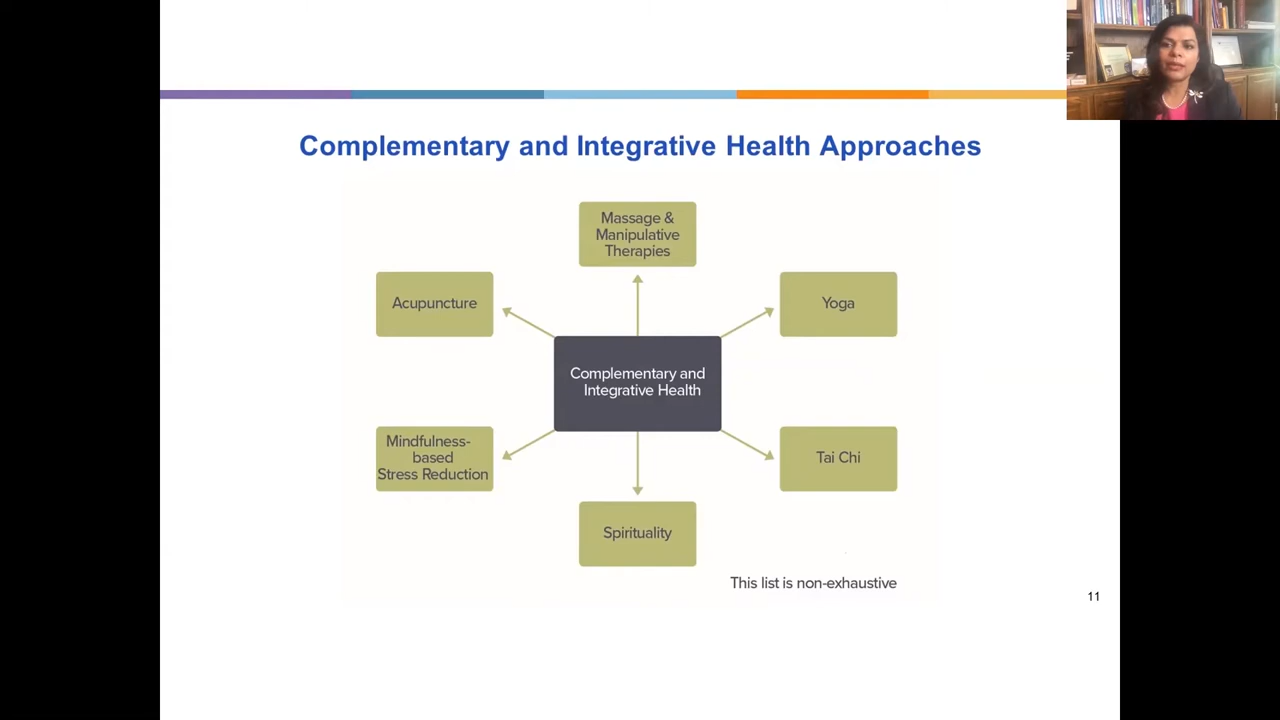 Complementary and Integrative Health Approaches
Massage &
Manipulative
Therapies
Acupuncture
Yoga
Complementary and
Integrative Health
Mindfulness-
based
Stress Reduction
Tai Chi
Spirituality
This list is non-exhaustive
11